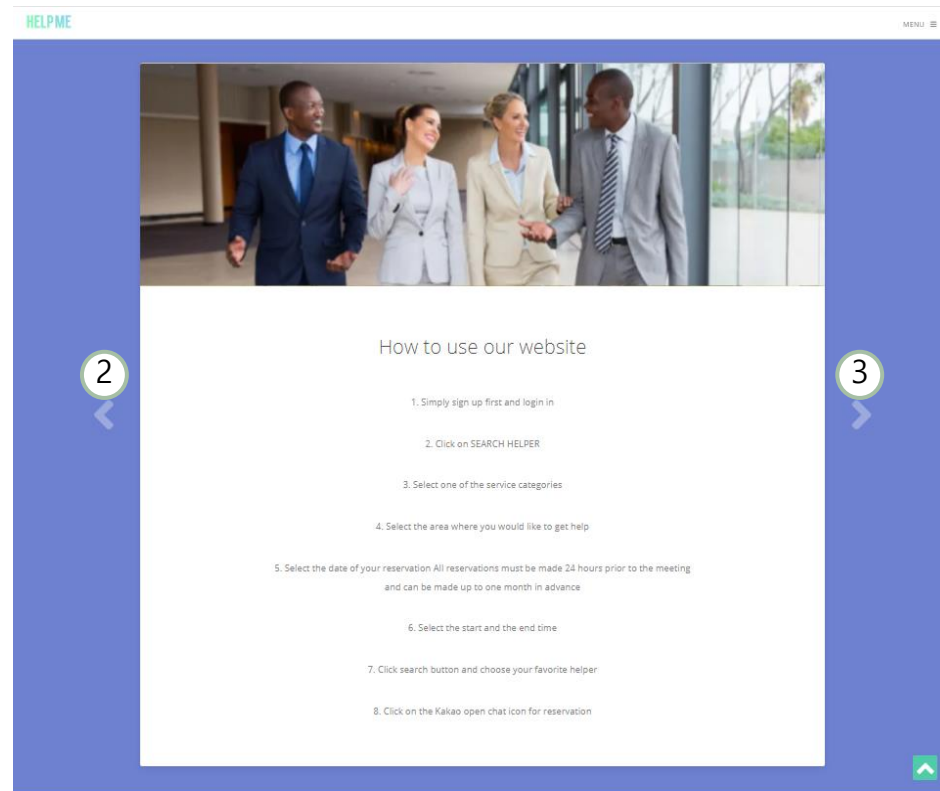 HELP ME
MENU
How to use our website
2
3
1. Simply sign up first and login in
2. Click on SEARCH HELPER
3. Select one of the service categories
4. Select the area where you would like to get help
5. Select the date of your reservation All reservations must be made 24 hours prior to the meeting
and can be made up to one month in advance
6. Select the start and the end time
7. Click search button and choose your favorite helper
8. Click on the Kakao open chat icon for reservation